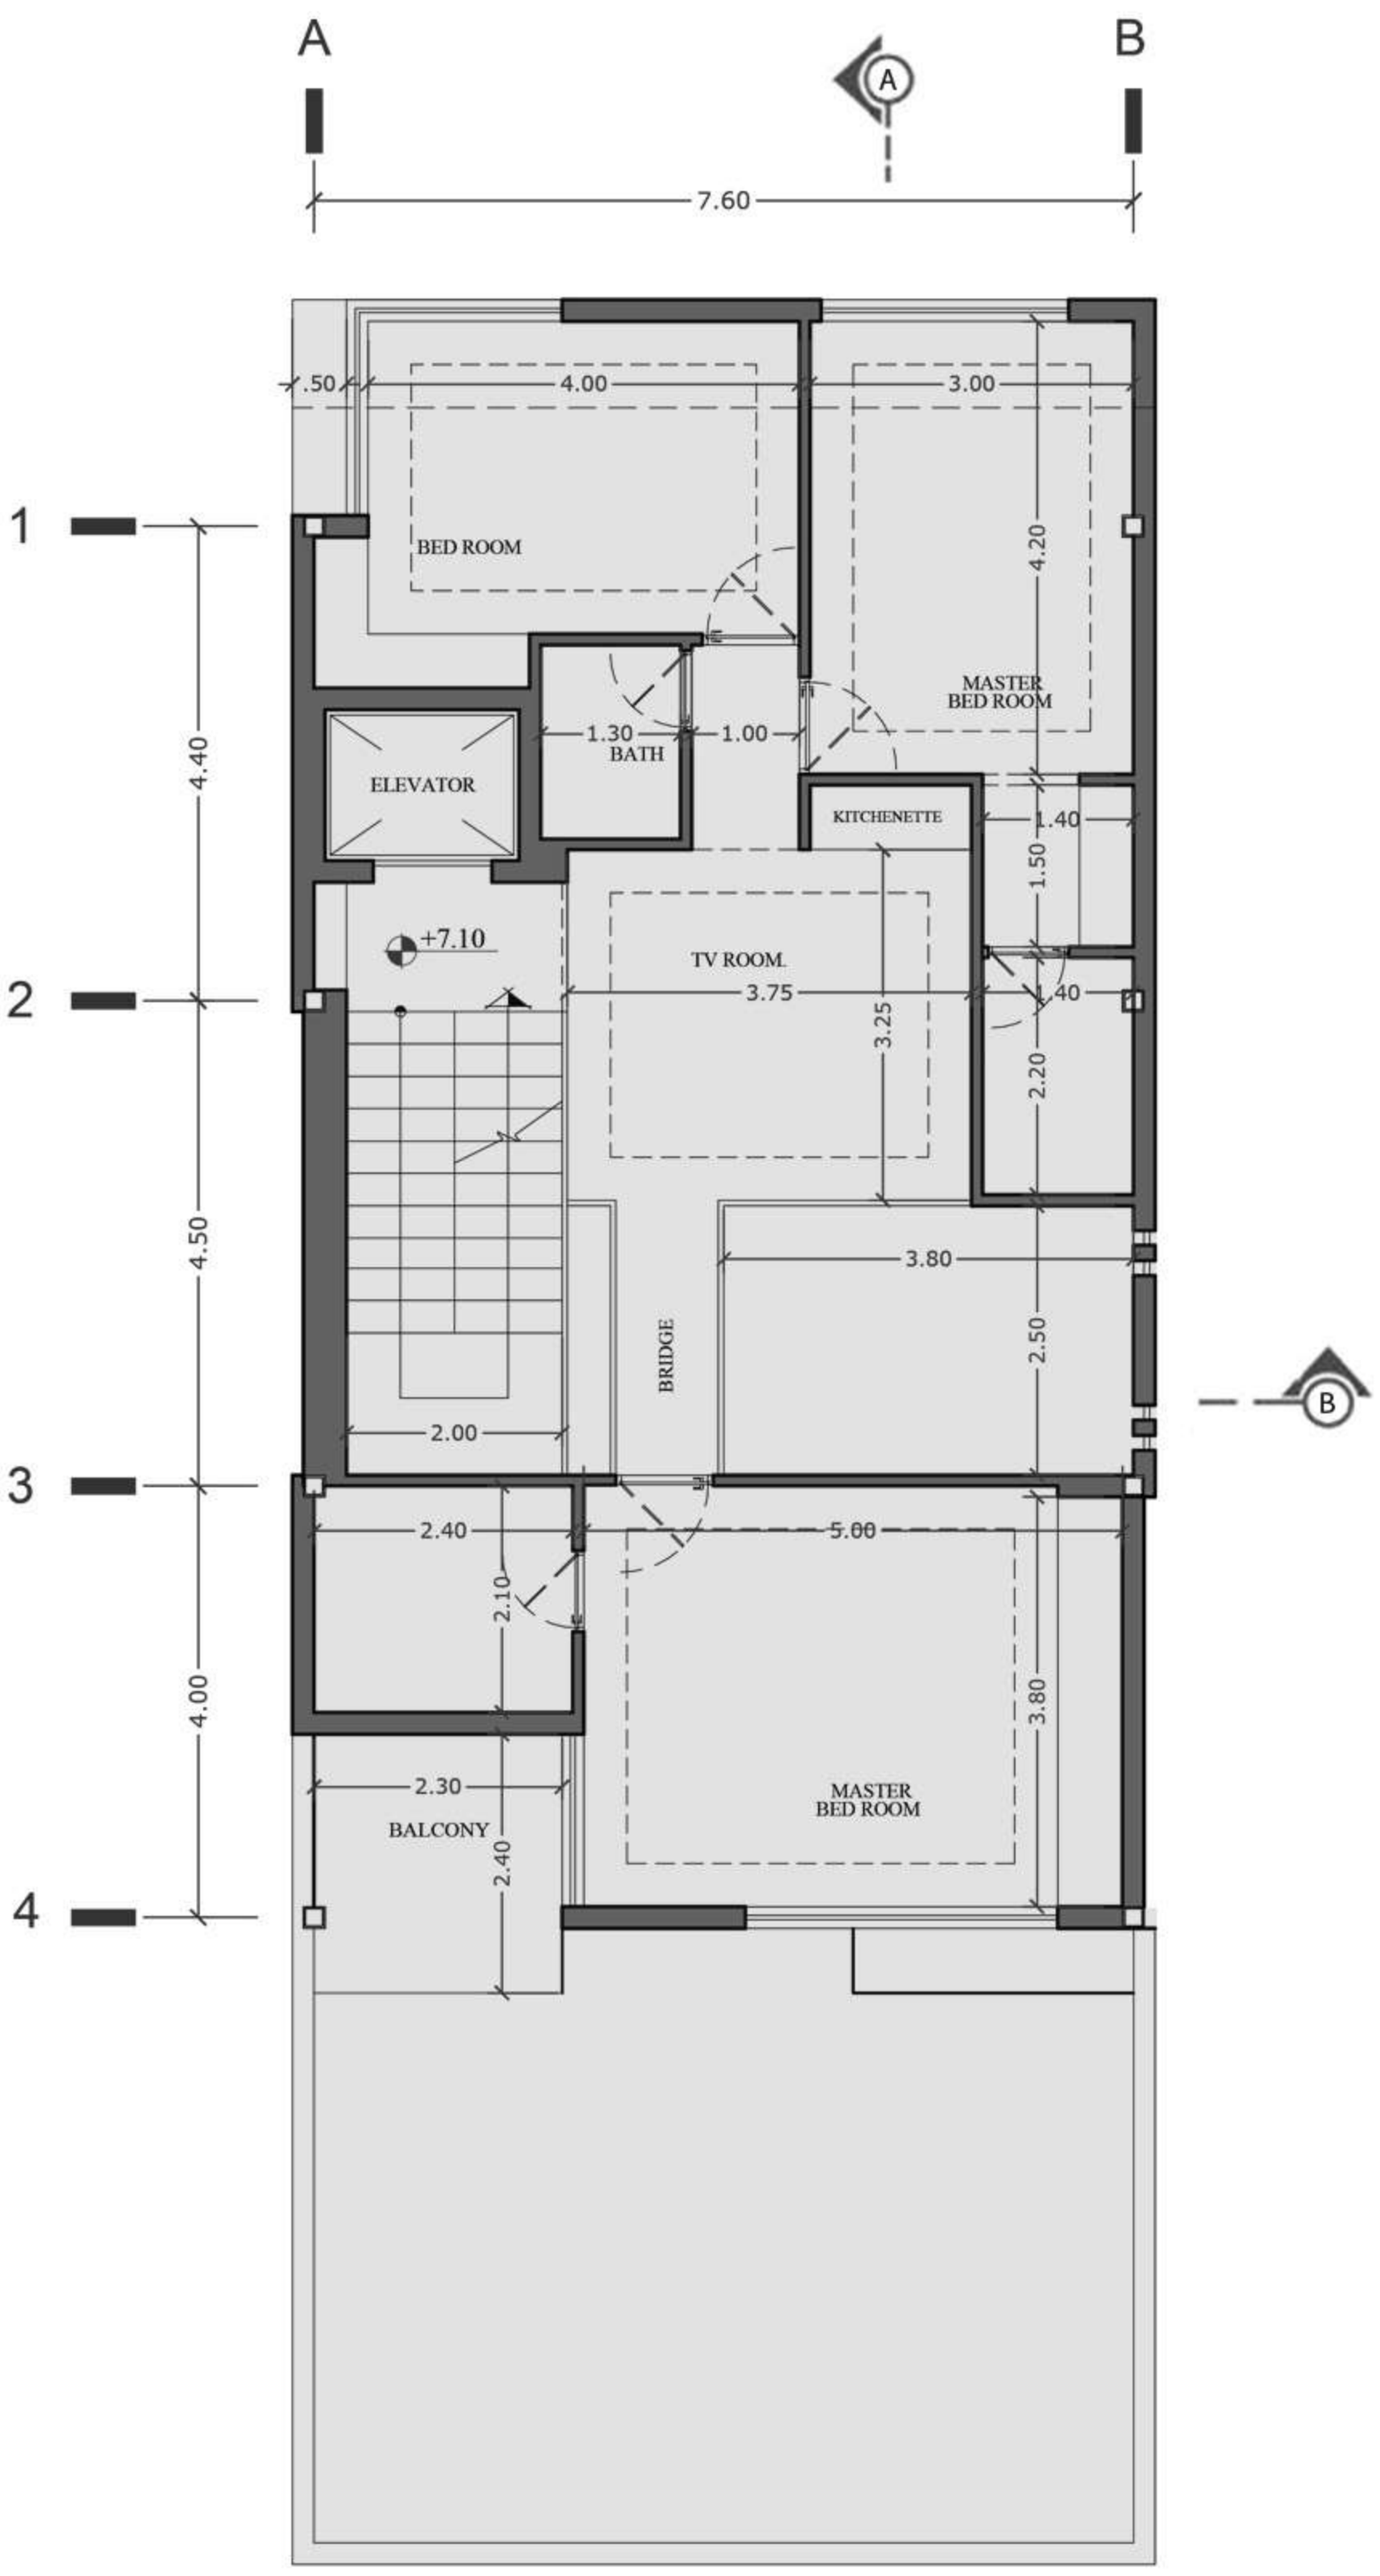 A
B
A
7.60
.50
4.00
3.00
1
4.20
BED ROOM
MASTER
BED ROOM
4.40
1.30
1.00
BATH
ELEVATOR
KITCHENETTE
1.40
1.50
+7.10
TV ROOM.
2
3.75
1.40
3.25
2.20
4.50
3.80
2.50
BRIDGE
B
2.00
3
2.40
5.00
2.10
4.00
3.80
2.30
MASTER
BED ROOM
BALCONY
2.40
4